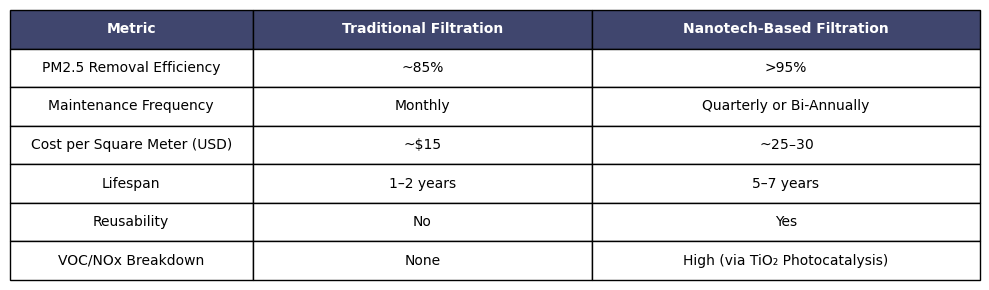 Metric Traditional Filtration Nanotech-Based Filtration
PM2.5 Removal Efficiency ~85% >95%
Maintenance Frequency Monthly Quarterly or Bi-Annually
Cost per Square Meter (USD) ~$15 ~25–30
Lifespan 1–2 years 5–7 years
Reusability No Yes
VOC/NOx Breakdown None High (via TiO₂ Photocatalysis)